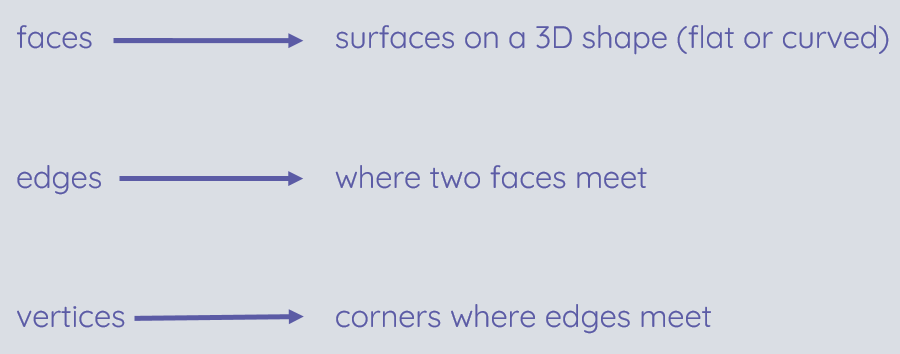 faces surfaces on a 3D shape (flat or curved)
edges where two faces meet
vertices corners where edges meet